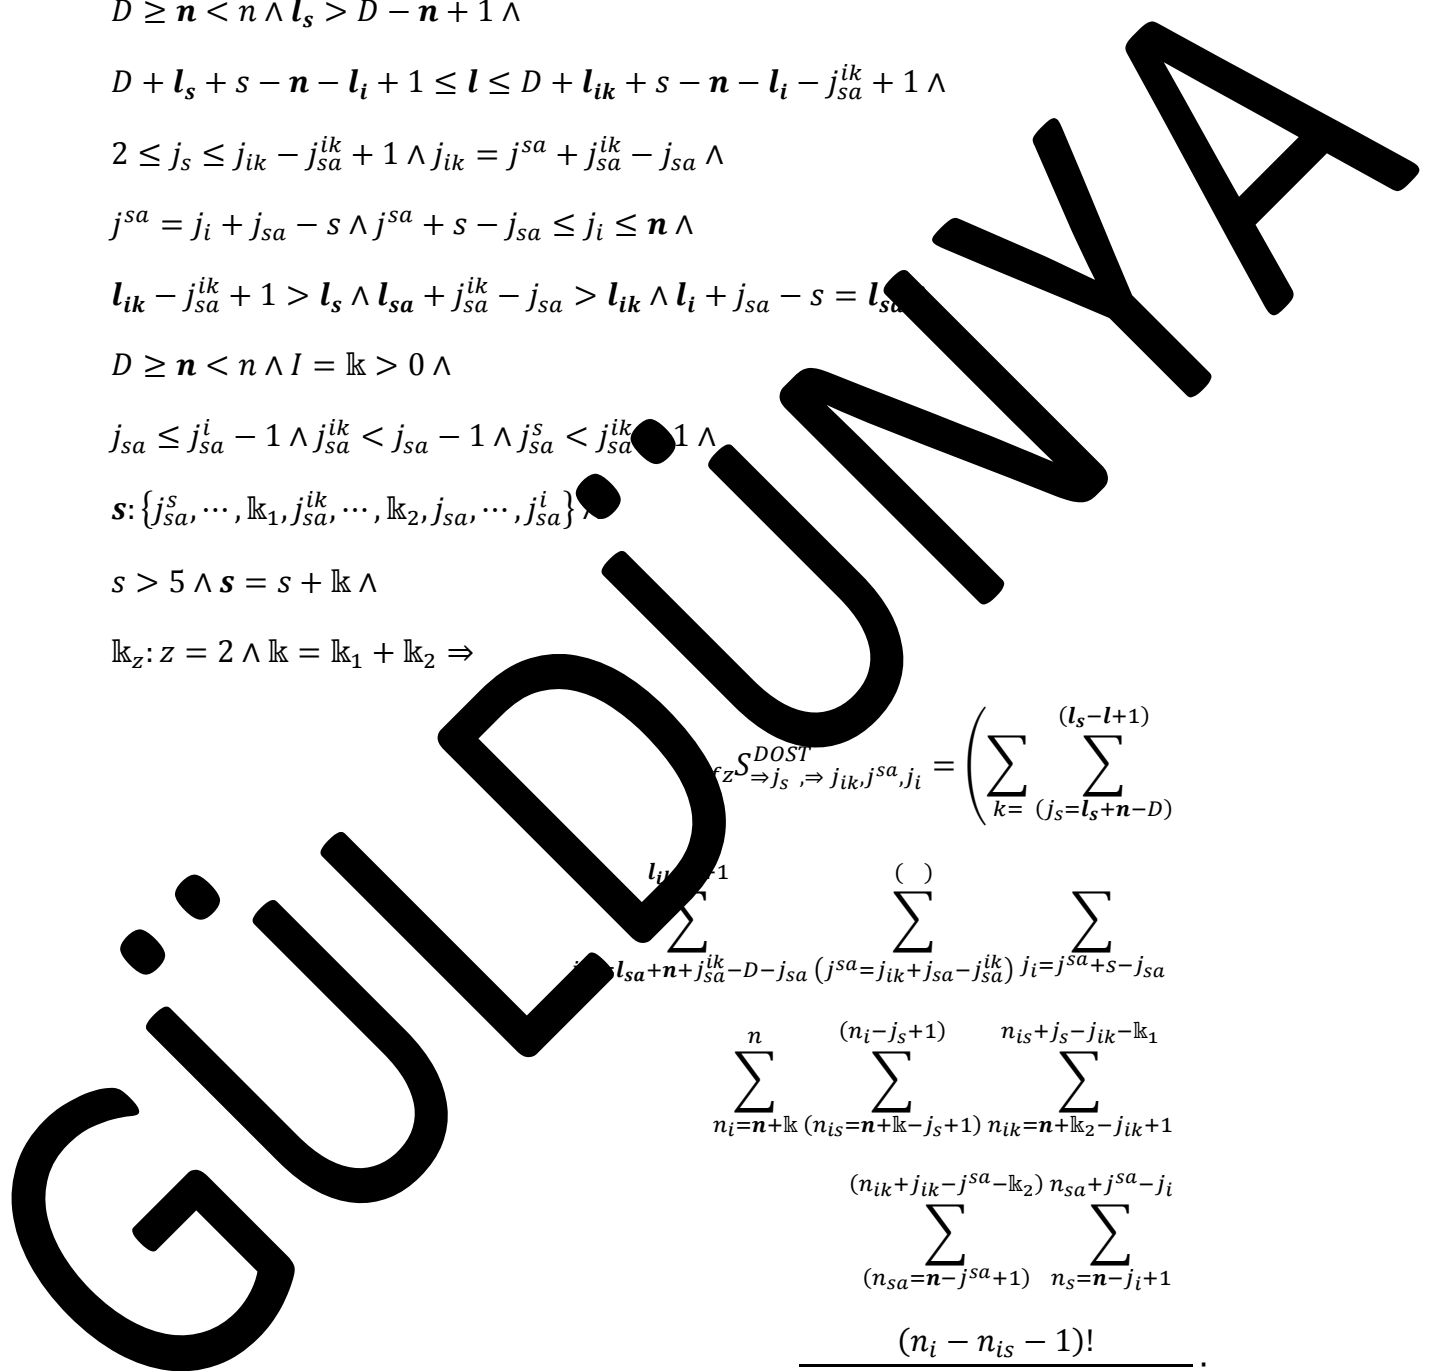 D ≥ n < n ∧ l_s > D − n + 1 ∧
D + l_s + s − n − l_i + 1 ≤ l ≤ D + l_ik + s − n − l_i − j_sa^ik + 1 ∧
2 ≤ j_s ≤ j_ik − j_sa^ik + 1 ∧ j_ik = j^sa + j_sa^ik − j_sa ∧
j^sa = j_i + j_sa − s ∧ j^sa + s − j_sa ≤ j_i ≤ n ∧
l_ik − j_sa^ik + 1 > l_s ∧ l_sa + j_sa^ik − j_sa > l_ik ∧ l_i + j_sa − s = l_sa
D ≥ n < n ∧ I = 𝕜 > 0 ∧
j_sa ≤ j_sa^i − 1 ∧ j_sa^ik < j_sa − 1 ∧ j_sa^s < j_sa^ik 1 ∧
s: {j_sa^s, ⋯, 𝕜_1, j_sa^ik, ⋯, 𝕜_2, j_sa, ⋯, j_sa^i} ∧
s > 5 ∧ s = s + 𝕜 ∧
𝕜_z: z = 2 ∧ 𝕜 = 𝕜_1 + 𝕜_2 ⇒
(l_s−l+1)
_fz S^DOST_⇒j_s ,⇒ j_ik,j^sa,j_i = ( ∑ ∑
k= (j_s=l_s+n−D)
+1 ( )
∑ ∑ ∑
l_sa+n+j_sa^ik−D−j_sa (j^sa=j_ik+j_sa−j_sa^ik) j_i=j^sa+s−j_sa
n (n_i−j_s+1) n_is+j_s−j_ik−𝕜_1
∑ ∑ ∑
n_i=n+𝕜 (n_is=n+𝕜−j_s+1) n_ik=n+𝕜_2−j_ik+1
(n_ik+j_ik−j^sa−𝕜_2) n_sa+j^sa−j_i
∑ ∑
(n_sa=n−j^sa+1) n_s=n−j_i+1
(n_i − n_is − 1)!
.
GÜLDÜNYA